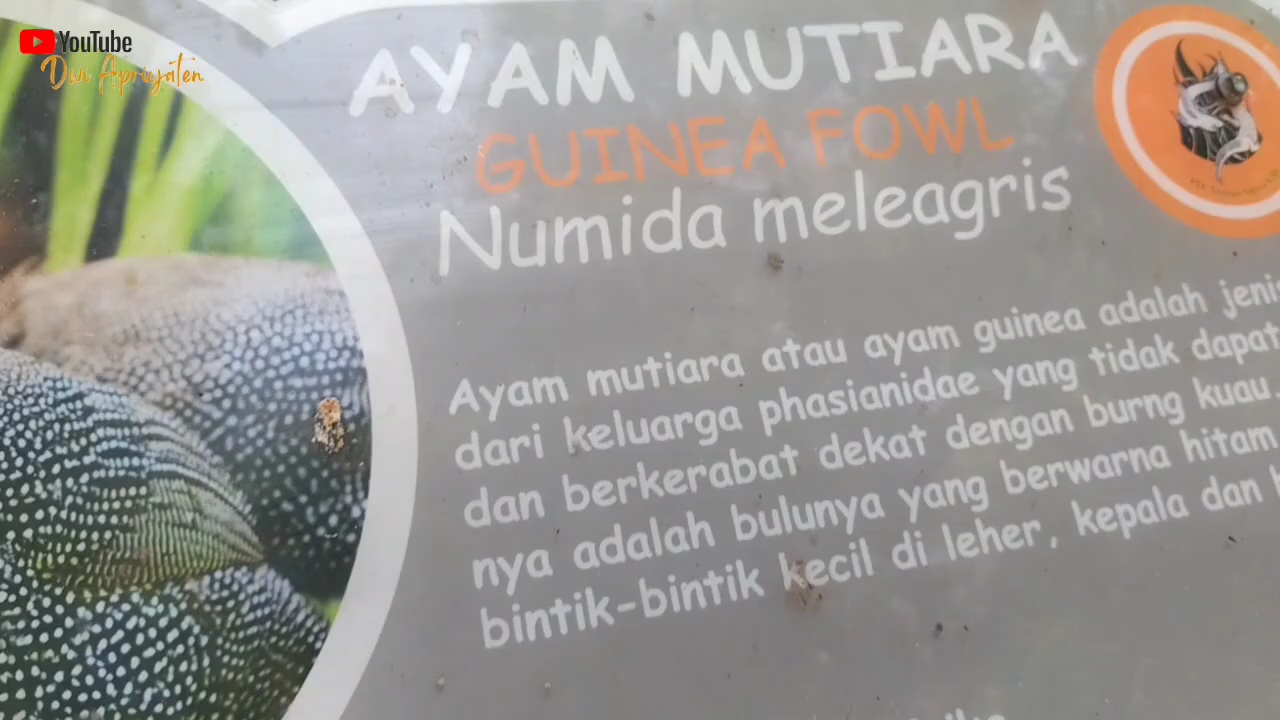 YouTube
Dwi Apriyaten
AYAM MUTIARA
GUINEA FOWL
Numida meleagris
Ayam mutiara atau ayam guinea adalah
dari keluarga phasianidae yang tidak dapat
dan berkerabat dekat dengan burng kuau.
nya adalah bulunya yang berwarna hitam
bintik-bintik kecil di leher, kepala dan